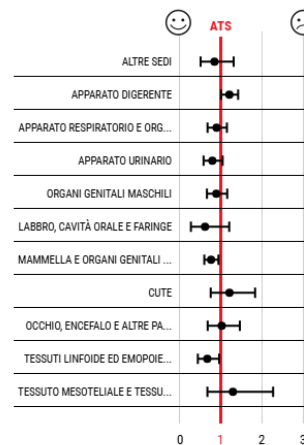 ATS
ALTRE SEDI
APPARATO DIGERENTE
APPARATO RESPIRATORIO E ORG...
APPARATO URINARIO
ORGANI GENITALI MASCHILI
LABBRO, CAVITÀ ORALE E FARINGE
MAMMELLA E ORGANI GENITALI ...
CUTE
OCCHIO, ENCEFALO E ALTRE PA...
TESSUTI LINFOIDE ED EMOPOIE...
TESSUTO MESOTELIALE E TESSU...
0 1 2 3